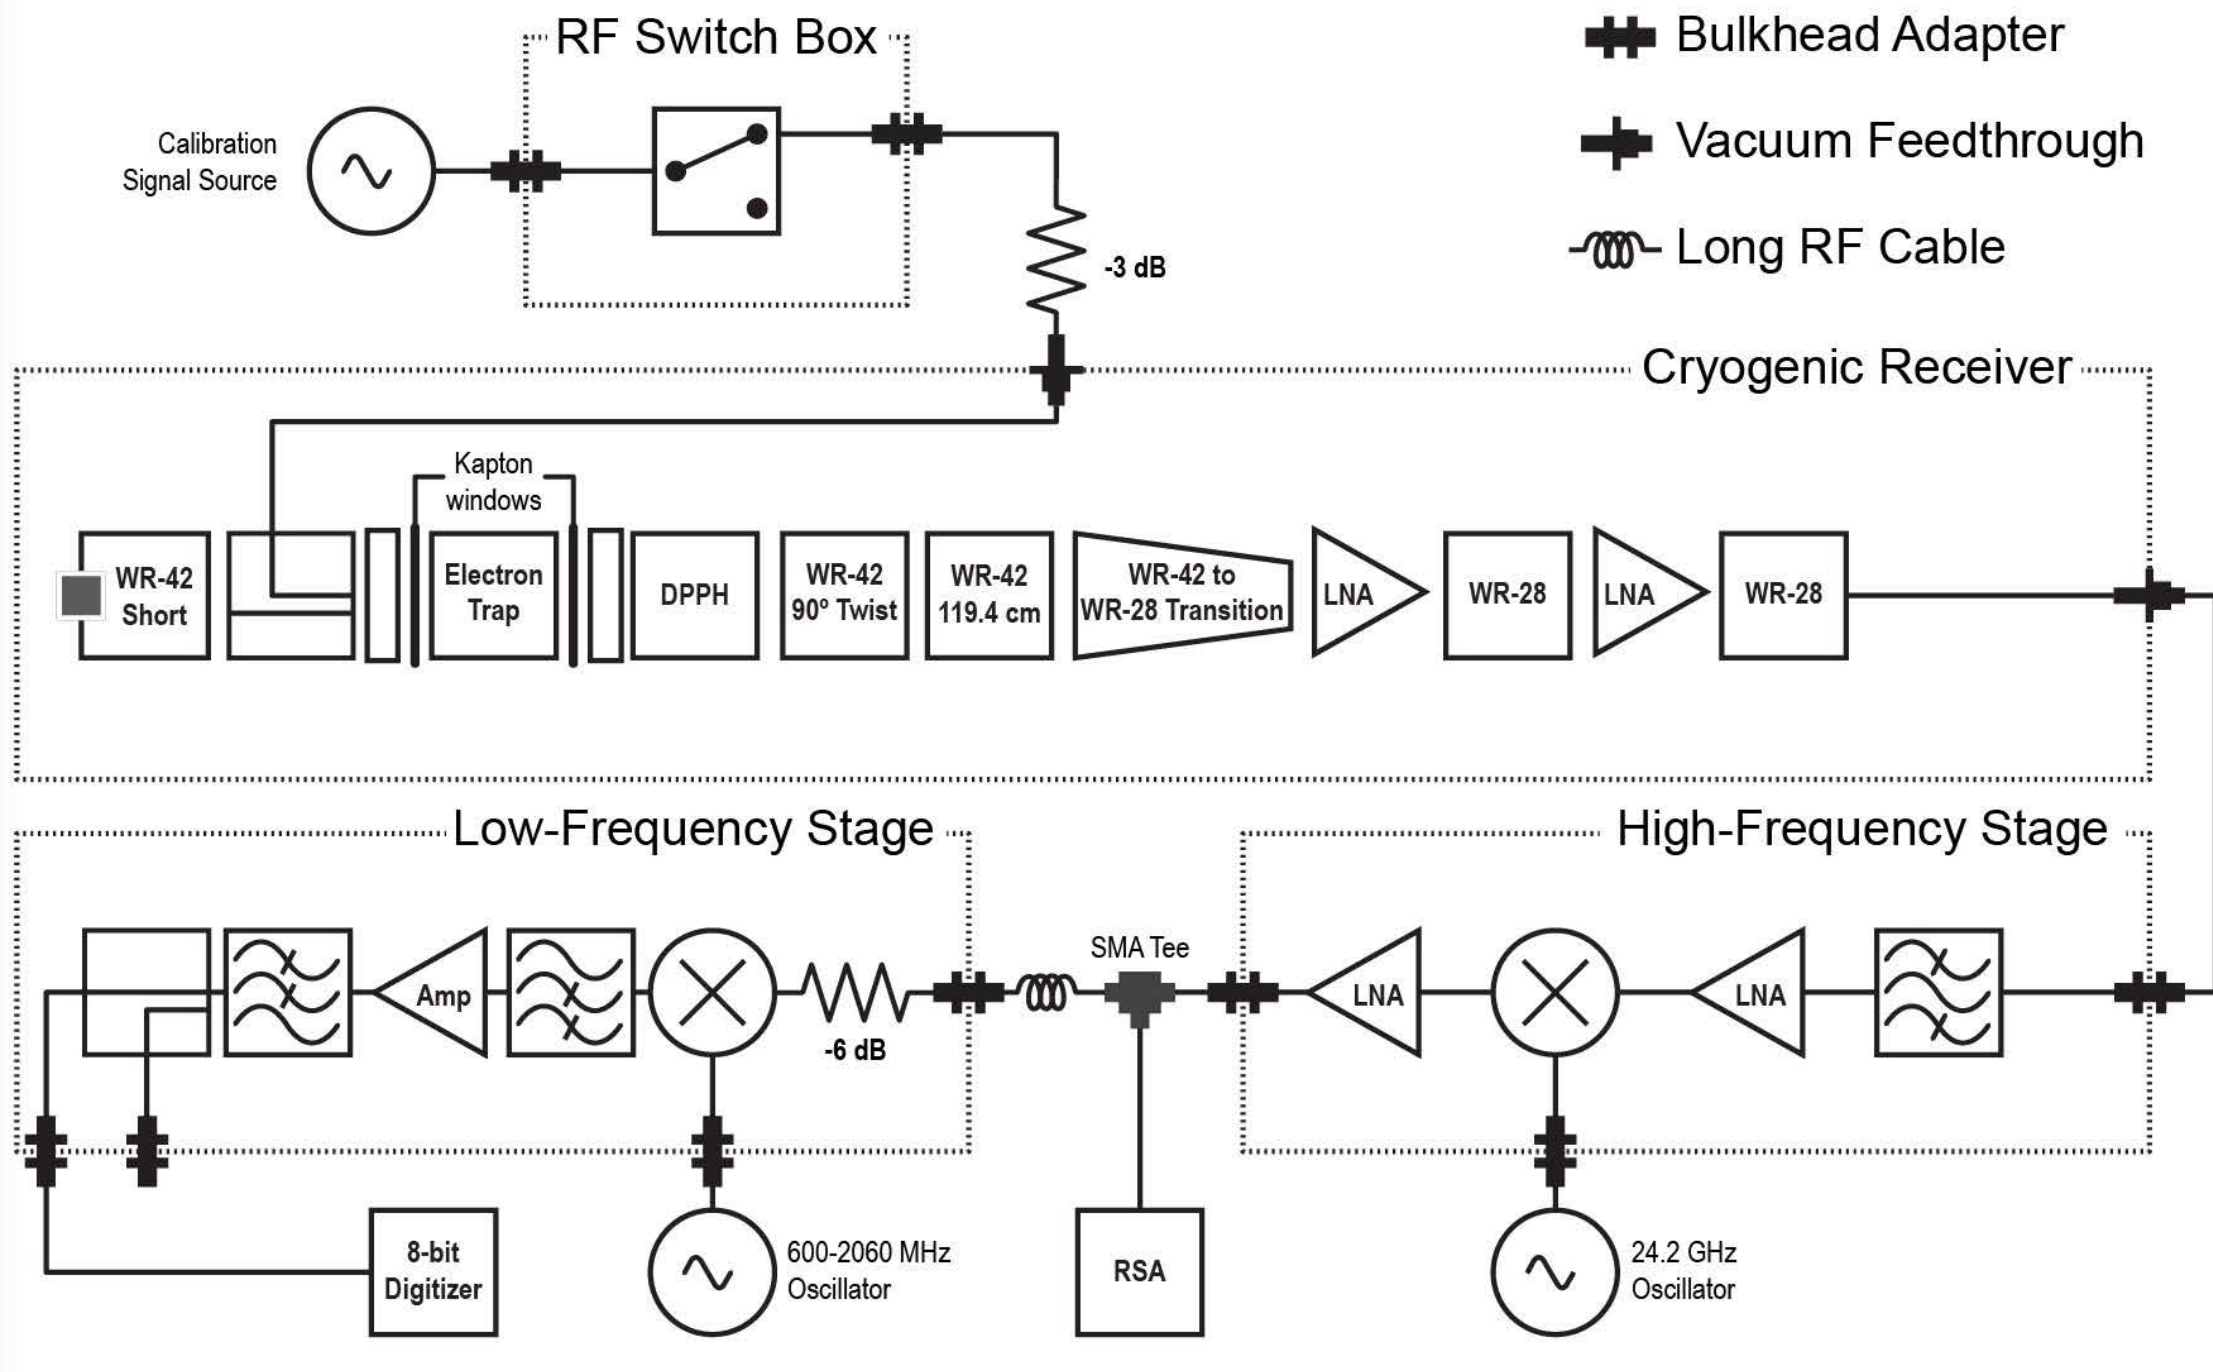 RF Switch Box
Bulkhead Adapter
Vacuum Feedthrough
Long RF Cable
Calibration
Signal Source
-3 dB
Cryogenic Receiver
Kapton
windows
WR-42
Short
Electron
Trap
DPPH
WR-42
90º Twist
WR-42
119.4 cm
WR-42 to
WR-28 Transition
LNA
WR-28
LNA
WR-28
Low-Frequency Stage
High-Frequency Stage
Amp
-6 dB
SMA Tee
LNA
LNA
8-bit
Digitizer
600-2060 MHz
Oscillator
RSA
24.2 GHz
Oscillator